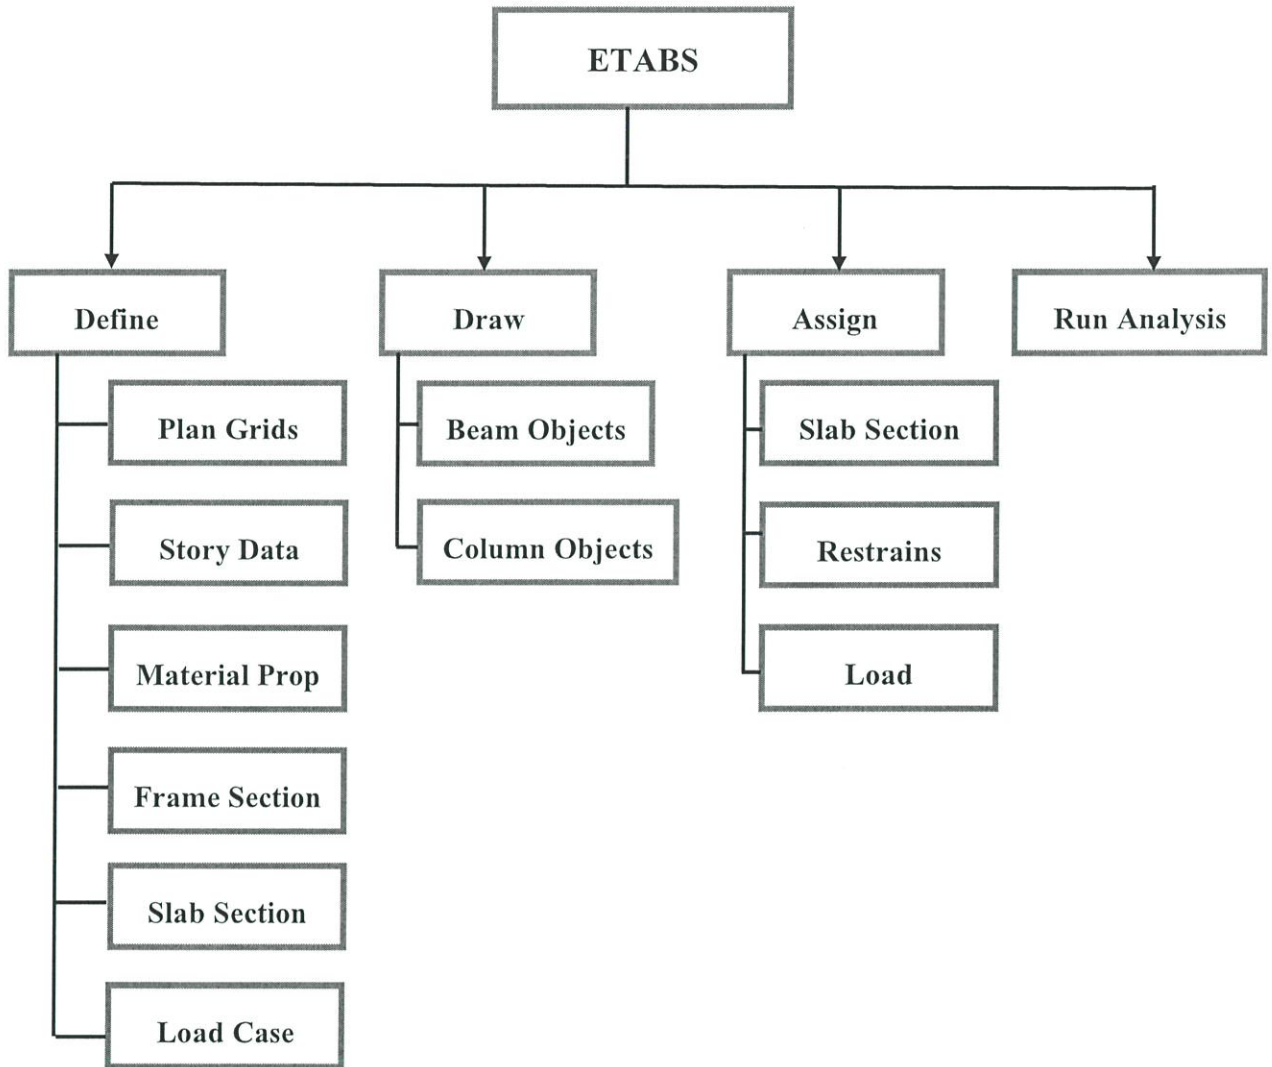 ETABS
Define
Draw
Assign
Run Analysis
Plan Grids
Beam Objects
Slab Section
Story Data
Column Objects
Restrains
Material Prop
Load
Frame Section
Slab Section
Load Case